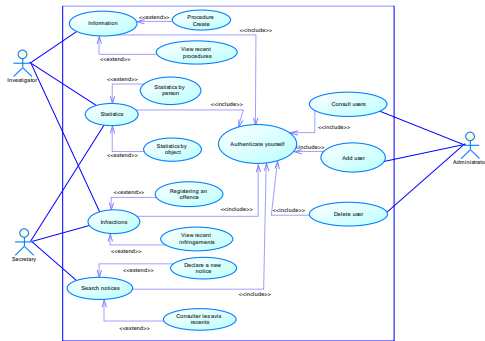 Information
<<extend>>
Procedure
Create
<<include>>
View recent
procedures
<<extend>>
Investigator
<<extend>>
Statistics by
person
Statistics
<<include>>
Consult users
<<include>>
Authenticate yourself
Statistics by
object
<<extend>>
<<include>>
Add user
Administrato
Registering an
offence
<<extend>>
Infractions
<<include>>
Delete user
View recent
infringements
<<extend>>
Secretary
Declare a new
notice
<<extend>>
Search notices
<<include>>
Consulter les avis
recents
<<extend>>